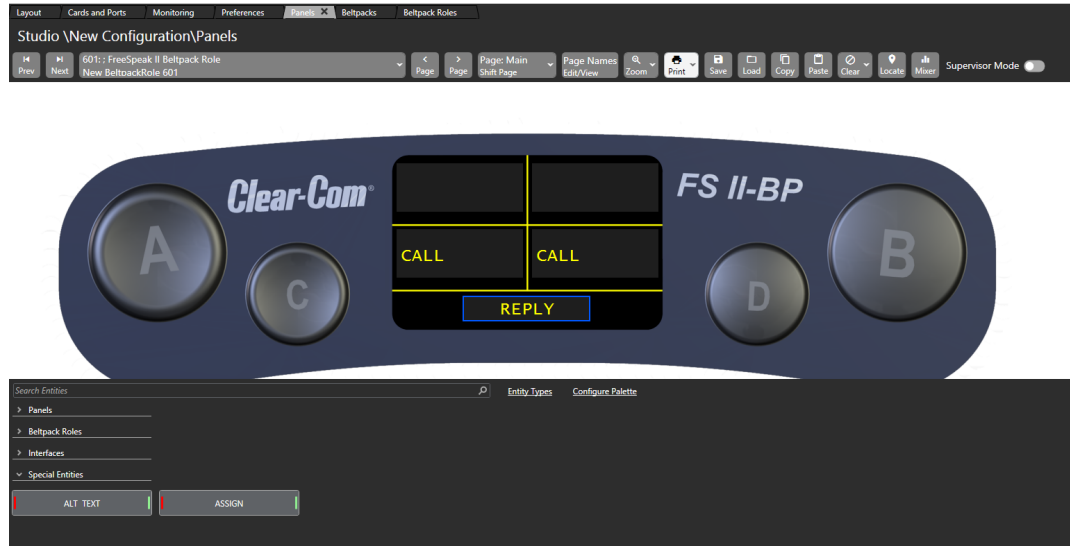 Layout Cards and Ports Monitoring Preferences Panels Beltpacks Beltpack Roles
Studio \New Configuration\Panels
601: ; FreeSpeak II Beltpack Role
New BeltpackRole 601
Prev Next
Page Page
Page: Main
Shift Page
Page Names
Edit/View
Zoom Print Save Load Copy Paste Clear Locate Mixer Supervisor Mode
Clear-Com®
FS II-BP
A
B
C
D
CALL CALL
REPLY
Search Entities
Entity Types Configure Palette
Panels
Beltpack Roles
Interfaces
Special Entities
ALT TEXT ASSIGN